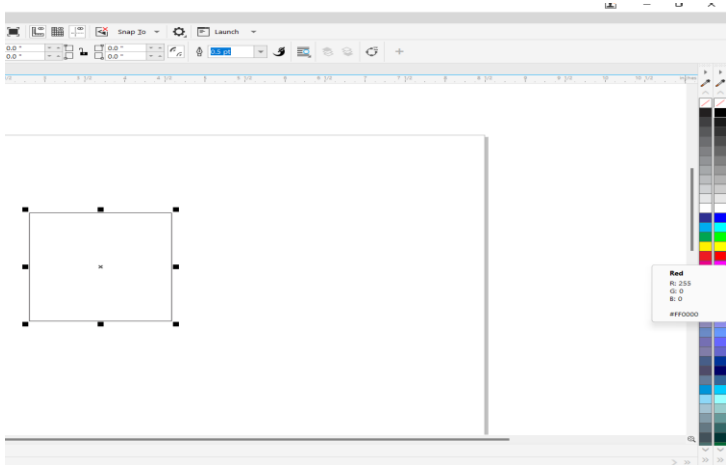 Snap To
Launch
0.0 "
0.0 "
0.0 "
0.0 "
0.5 pt
Red
R: 255
G: 0
B: 0
#FF0000